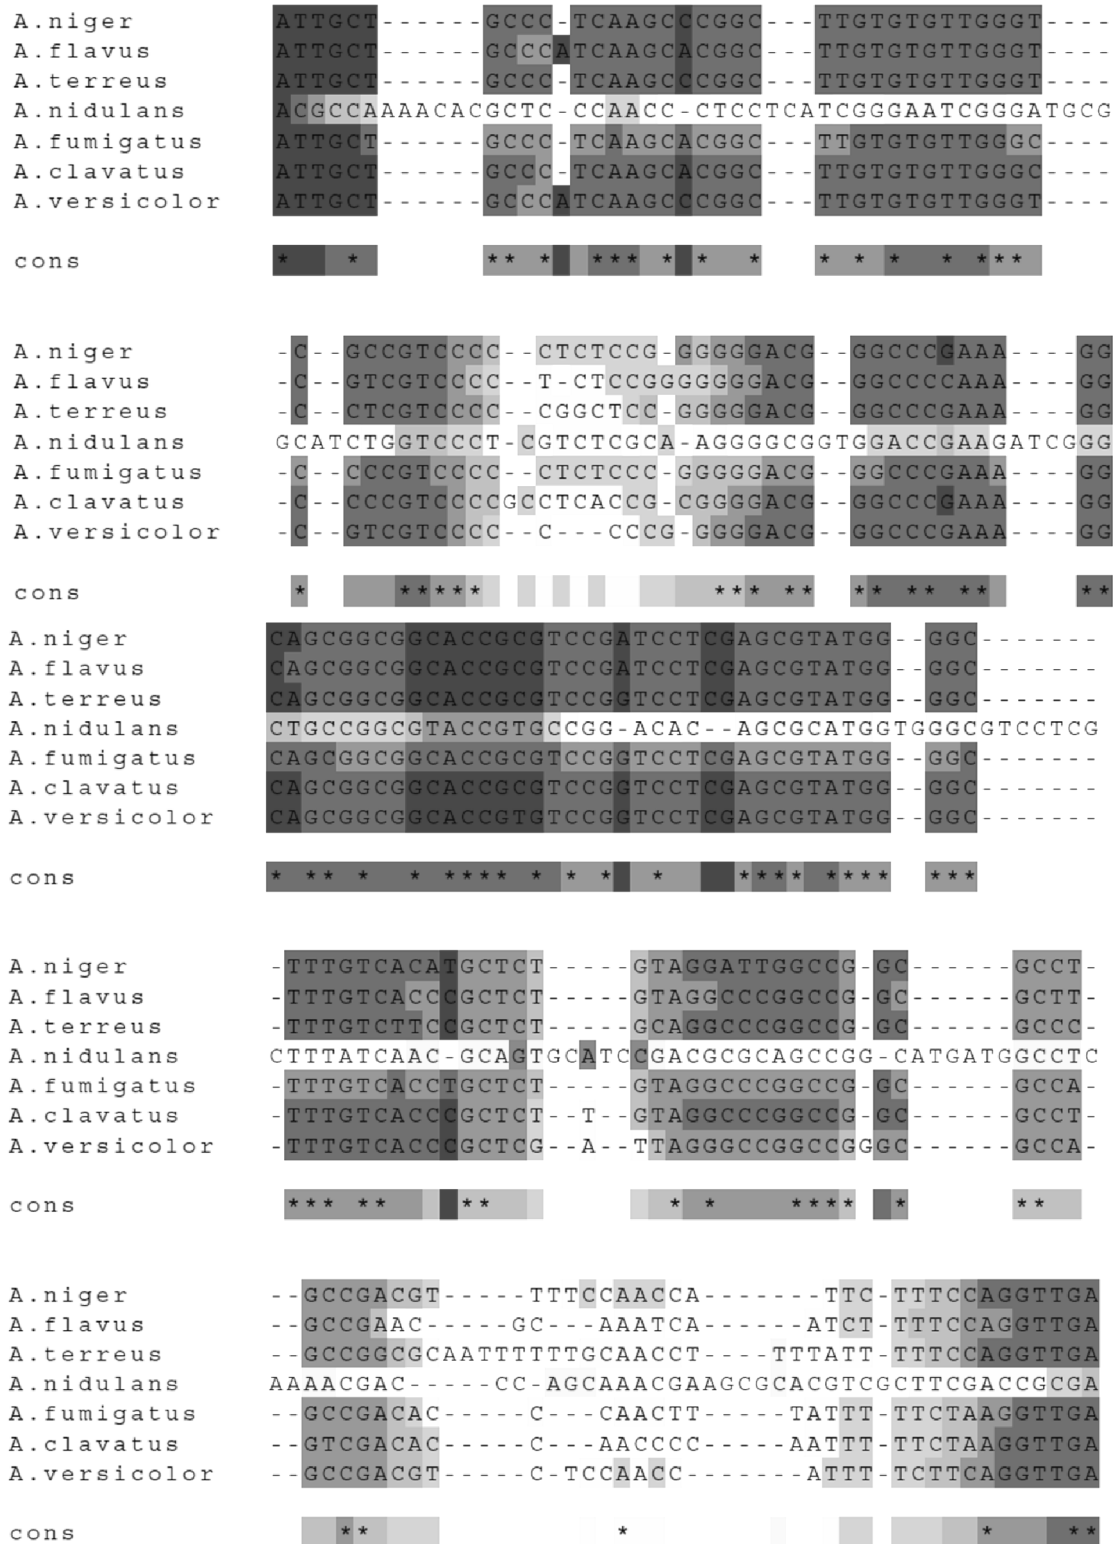 A.niger ATTGCT------GCCC-TCAAGCCCGGC---TTGTGTGTTGGGT----
A.flavus ATTGCT------GCCCATCAAGCACGGC---TTGTGTGTTGGGT----
A.terreus ATTGCT------GCCC-TCAAGCCCGGC---TTGTGTGTTGGGT----
A.nidulans ACGCCAAAACACGCTC-CCAACC-CTCCTCATCGGGAATCGGGATGCG
A.fumigatus ATTGCT------GCCC-TCAAGCACGGC---TTGTGTGTTGGGC----
A.clavatus ATTGCT------GCCC-TCAAGCACGGC---TTGTGTGTTGGGC----
A.versicolor ATTGCT------GCCCATCAAGCCCGGC---TTGTGTGTTGGGT----
cons * * ** * *** * * * * * * * ***
A.niger -C--GCCGTCCCC--CTCTCCG-GGGGGACG--GGCCCGAAA----GG
A.flavus -C--GTCGTCCCC--T-CTCCGGGGGGGACG--GGCCCCAAA----GG
A.terreus -C--CTCGTCCCC--CGGCTCC-GGGGGACG--GGCCCGAAA----GG
A.nidulans GCATCTGGTCCCT-CGTCTCGCA-AGGGGCGGTGGACCGAAGATCGGG
A.fumigatus -C--CCCGTCCCC--CTCTCCC-GGGGGACG--GGCCCGAAA----GG
A.clavatus -C--CCCGTCCCCGCCTCACCG-CGGGGACG--GGCCCGAAA----GG
A.versicolor -C--GTCGTCCCC--C---CCCG-GGGGACG--GGCCCGAAA----GG
cons * ***** *** ** ** ** ** **
A.niger CAGCGGCGGCACCGCGTCCGATCCTCGAGCGTATGG--GGC-------
A.flavus CAGCGGCGGCACCGCGTCCGATCCTCGAGCGTATGG--GGC-------
A.terreus CAGCGGCGGCACCGCGTCCGGTCCTCGAGCGTATGG--GGC-------
A.nidulans CTGCCGGCGTACCGTGCCGG-ACAC--AGCGCATGGTGGGCGTCCTCG
A.fumigatus CAGCGGCGGCACCGCGTCCGGTCCTCGAGCGTATGG--GGC-------
A.clavatus CAGCGGCGGCACCGCGTCCGGTCCTCGAGCGTATGG--GGC-------
A.versicolor CAGCGGCGGCACCGTGTCCGGTCCTCGAGCGTATGG--GGC-------
cons * ** * * **** * * * * **** **** ***
A.niger -TTTGTCACATGCTCT-----GTAGGATTGGCCG-GC------GCCT-
A.flavus -TTTGTCACCCGCTCT-----GTAGGCCCGGCCG-GC------GCTT-
A.terreus -TTTGTCTTCCGCTCT-----GCAGGCCCGGCCG-GC------GCCC-
A.nidulans CTTTATCAAC-GCAGTGCATCCGACGCGCAGCCGG-CATGATGGCCTC
A.fumigatus -TTTGTCACCTGCTCT-----GTAGGCCCGGCCG-GC------GCCA-
A.clavatus -TTTGTCACCCGCTCT--T--GTAGGCCCGGCCG-GC------GCCT-
A.versicolor -TTTGTCACCCGCTCG--A--TTAGGGCCGGCCGGGC------GCCA-
cons *** ** ** * * **** * **
A.niger --GCCGACGT-----TTTCCAACCA-------TTC-TTTCCAGGTTGA
A.flavus --GCCGAAC-----GC---AAATCA------ATCT-TTTCCAGGTTGA
A.terreus --GCCGGCGCAATTTTTTGCAACCT----TTTATT-TTTCCAGGTTGA
A.nidulans AAAACGAC-----CC-AGCAAACGAAGCGCACGTCGCTTCGACCGCGA
A.fumigatus --GCCGACAC-----C---CAACTT-----TATTT-TTCTAAGGTTGA
A.clavatus --GTCGACAC-----C---AACCCC-----AATTT-TTCTAAGGTTGA
A.versicolor --GCCGACGT-----C-TCCAACC-------ATTT-TCTTCAGGTTGA
cons ** * * **